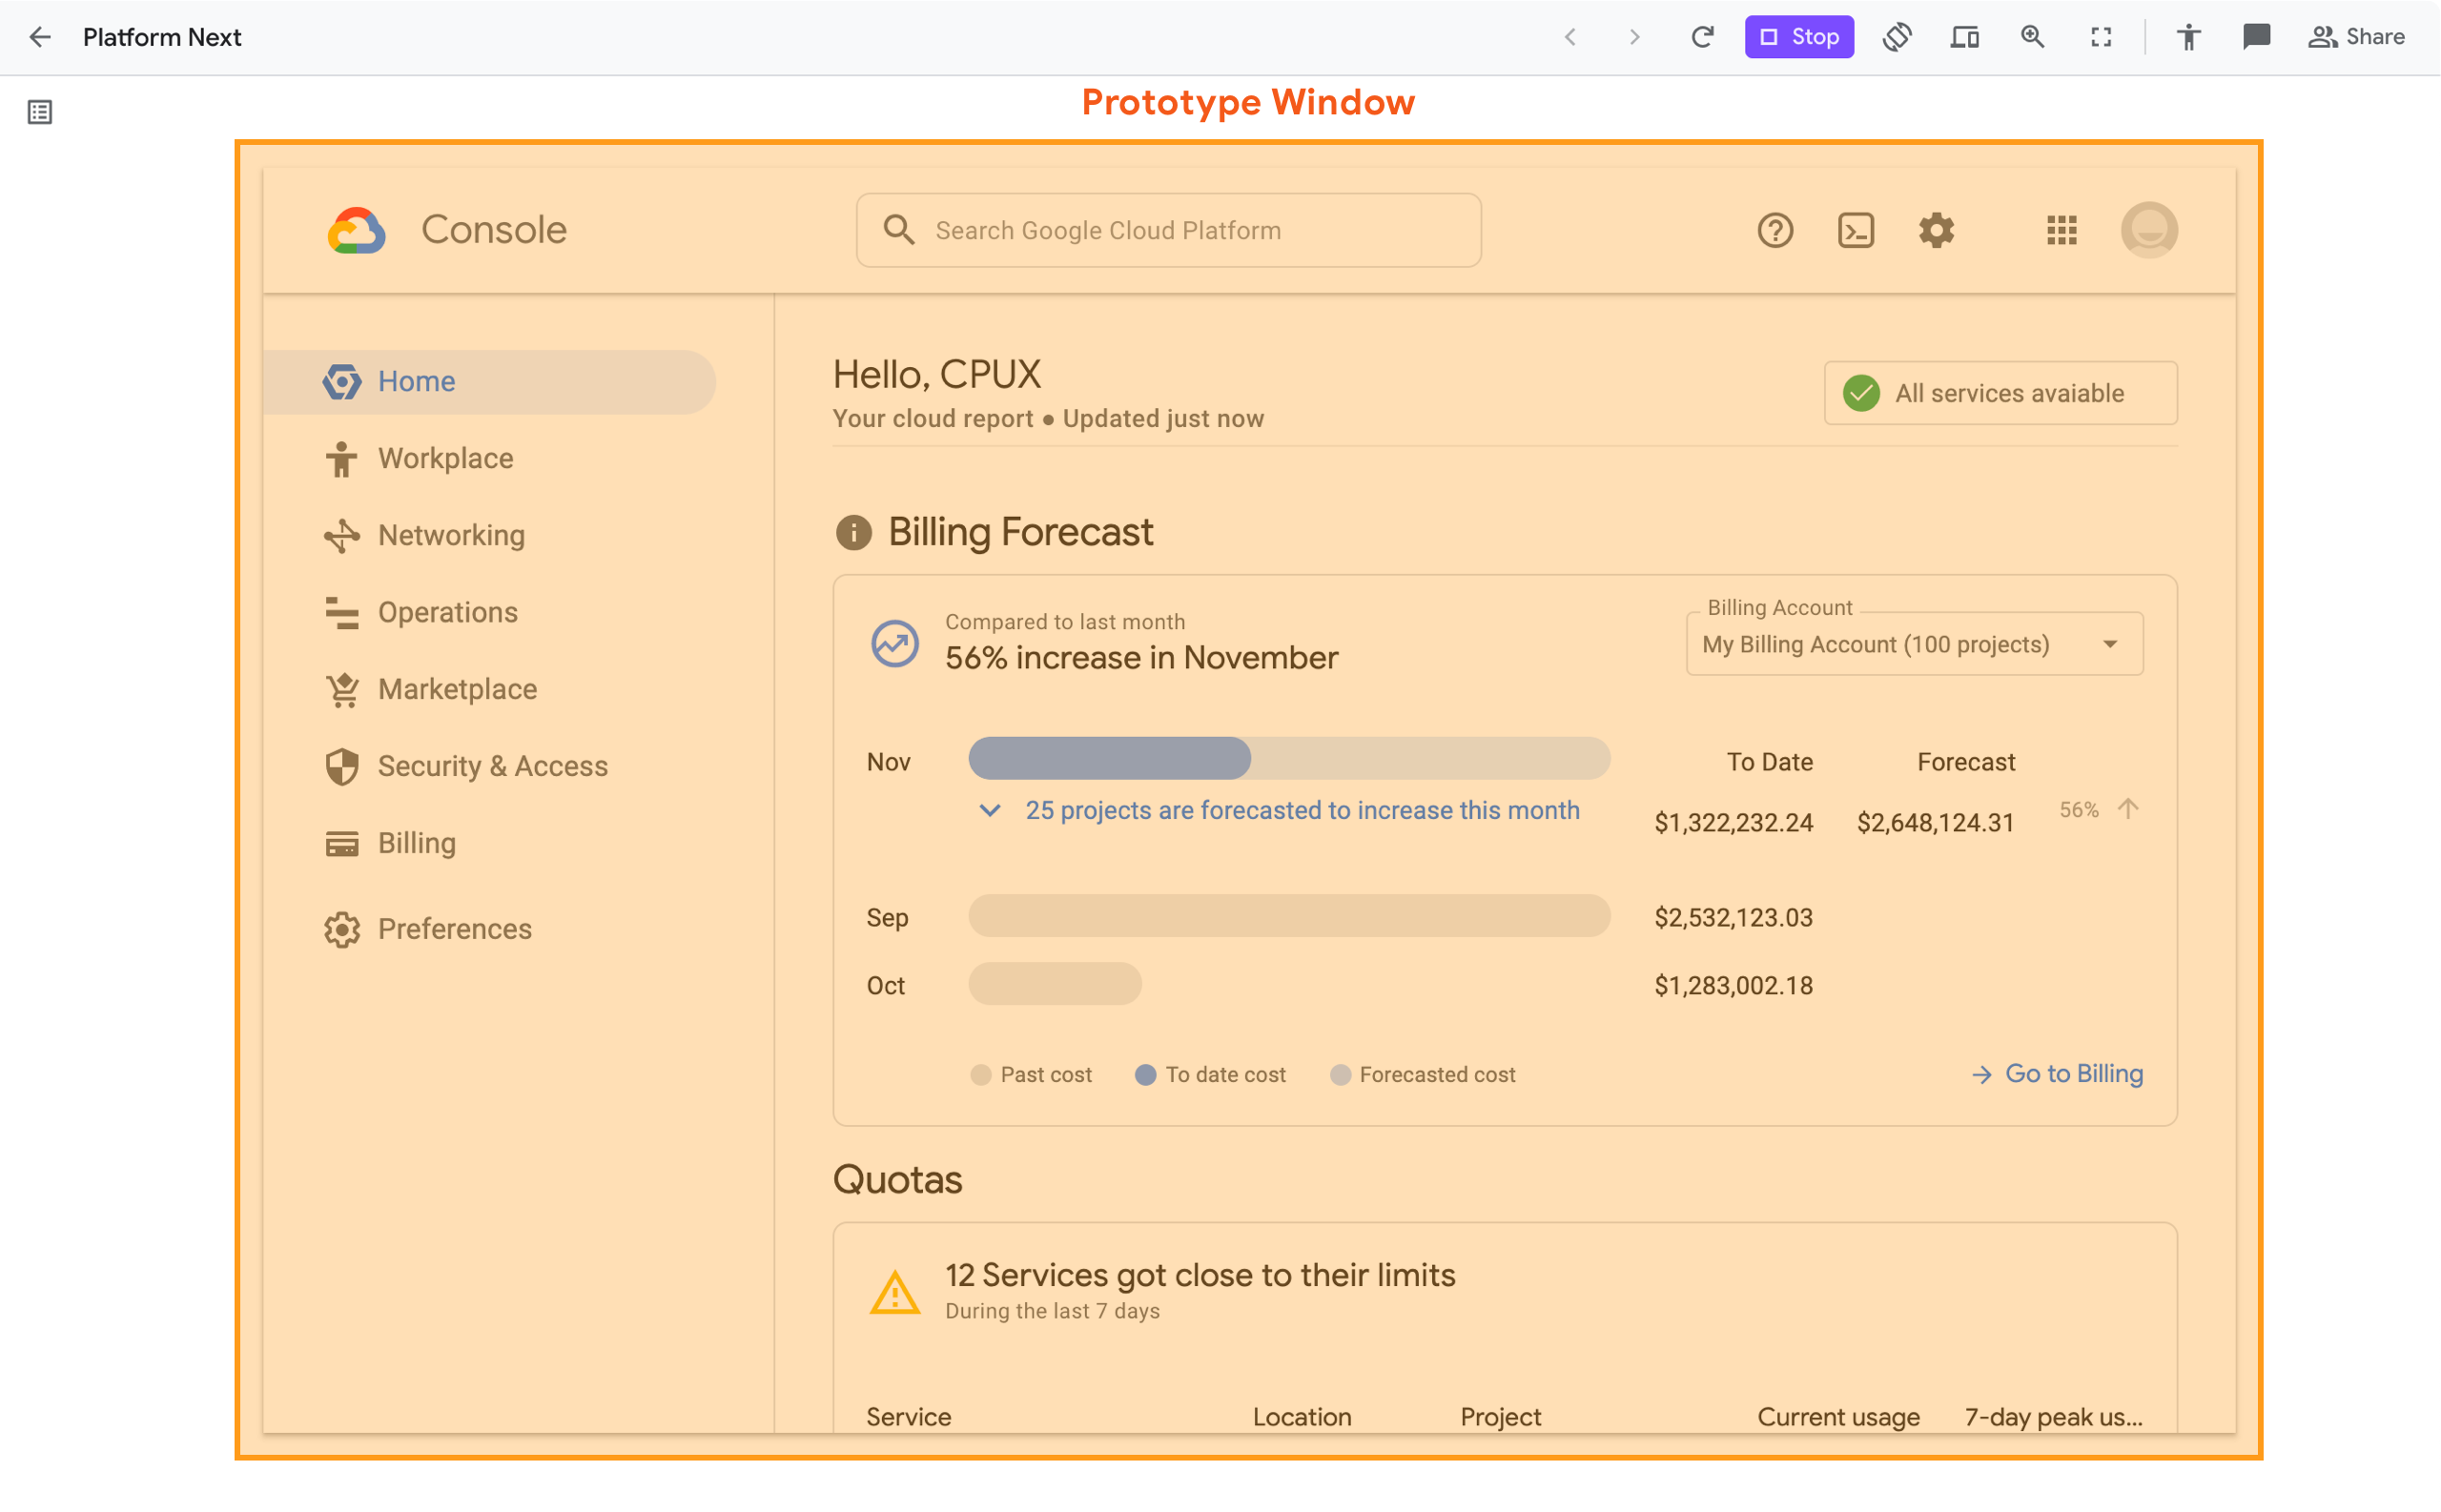 Platform Next
Stop
Share
Prototype Window
Console
Search Google Cloud Platform
Home
Workplace
Networking
Operations
Marketplace
Security & Access
Billing
Preferences
Hello, CPUX
Your cloud report • Updated just now
All services avaiable
Billing Forecast
Compared to last month
56% increase in November
Billing Account
My Billing Account (100 projects)
Nov
To Date
Forecast
25 projects are forecasted to increase this month
$1,322,232.24
$2,648,124.31
56%
Sep
$2,532,123.03
Oct
$1,283,002.18
Past cost
To date cost
Forecasted cost
Go to Billing
Quotas
12 Services got close to their limits
During the last 7 days
Service
Location
Project
Current usage
7-day peak us...